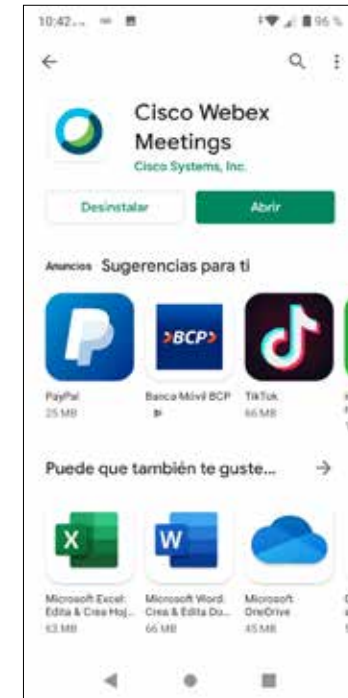 10:42
96 %
Cisco Webex
Meetings
Cisco Systems, Inc.
Desinstalar
Abrir
Anuncios Sugerencias para ti
P
›BCP›
PayPal
Banca Móvil BCP
TikTok
25 MB
66 MB
Puede que también te guste...
X
W
Microsoft Excel:
Edita & Crea Hoj...
63 MB
Microsoft Word:
Crea & Edita Do...
66 MB
Microsoft
OneDrive
45 MB